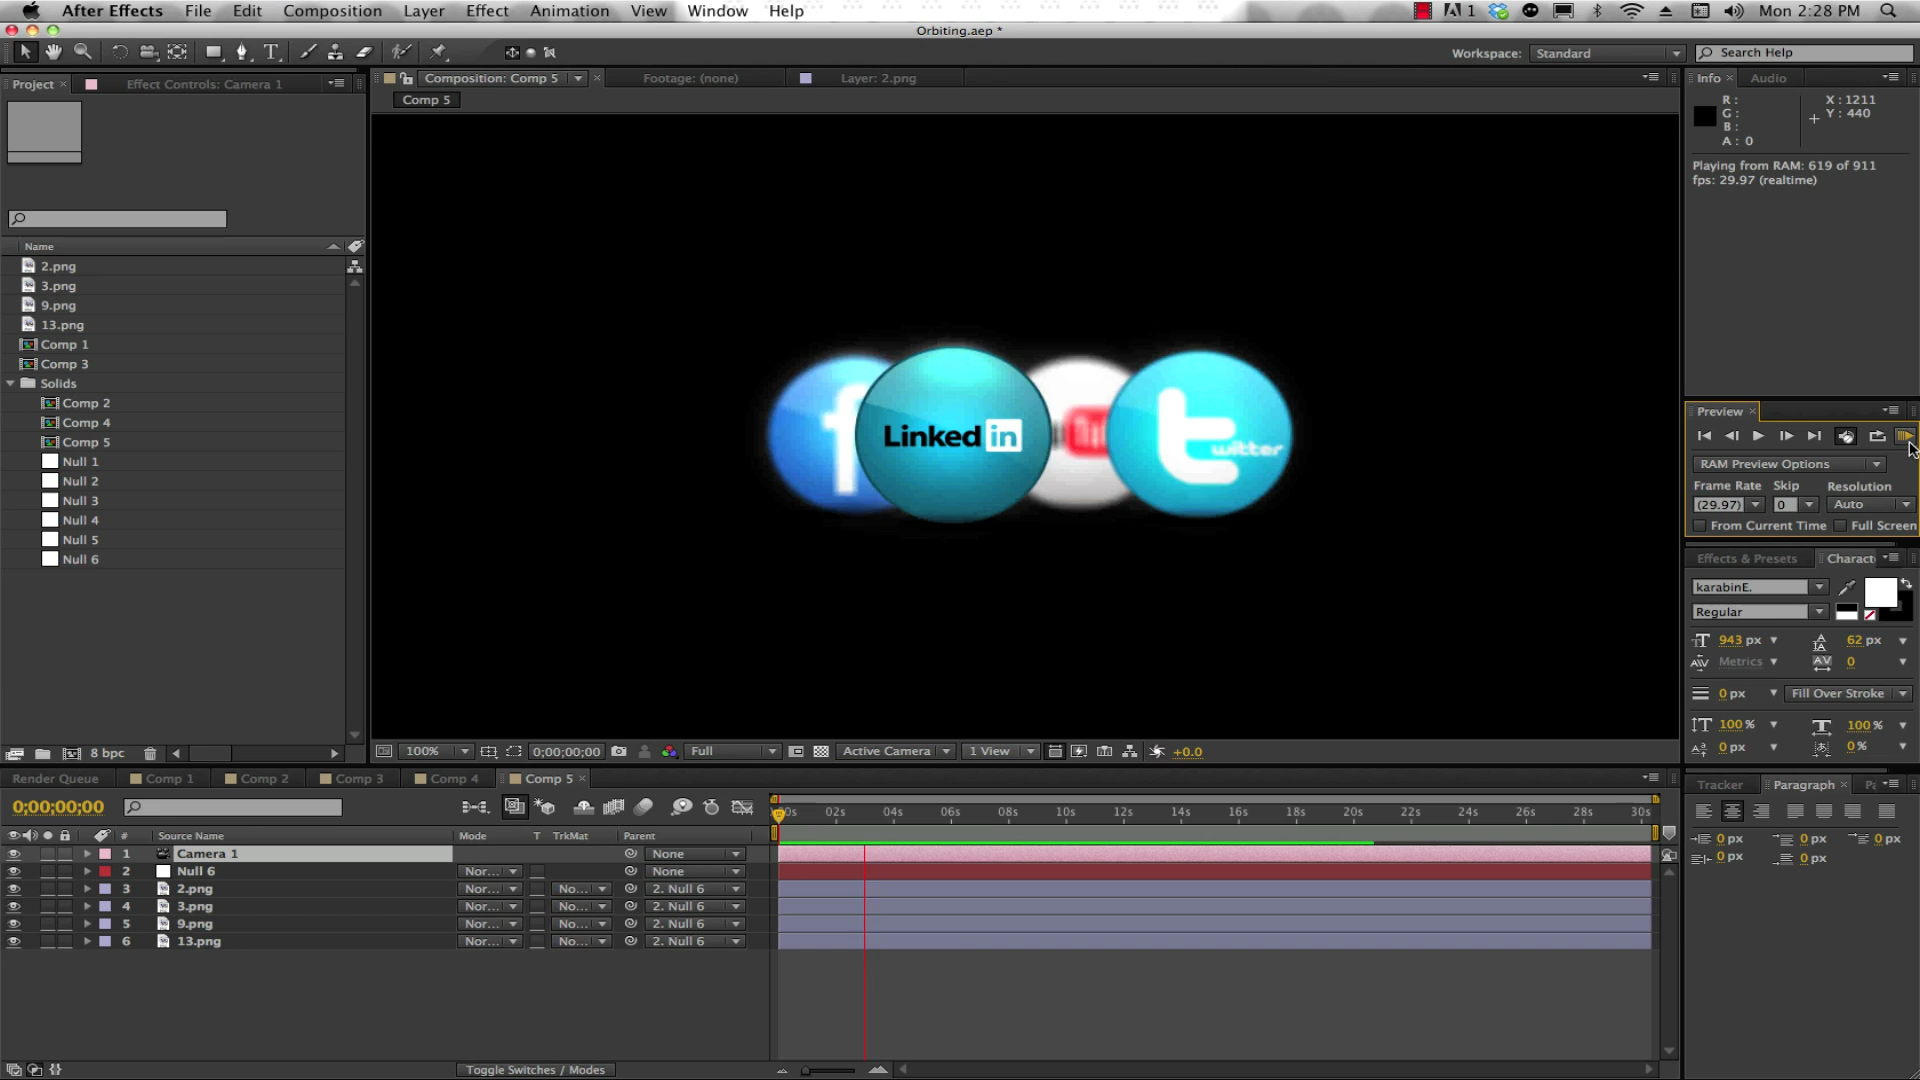 After Effects File Edit Composition Layer Effect Animation View Window Help 1 Mon 2:28 PM
Orbiting.aep *
Workspace: Standard Search Help
Project Effect Controls: Camera 1
Composition: Comp 5 Footage: (none) Layer: 2.png
Comp 5
Info Audio
R :
G :
B :
A : 0
X : 1211
Y : 440
Playing from RAM: 619 of 911
fps: 29.97 (realtime)
Name
2.png
3.png
9.png
13.png
Comp 1
Comp 3
Solids
Comp 2
Comp 4
Comp 5
Null 1
Null 2
Null 3
Null 4
Null 5
Null 6
8 bpc
f
Linked in
twitter
100% 0;00;00;00 Full Active Camera 1 View +0.0
Preview
RAM Preview Options
Frame Rate Skip Resolution
(29.97) 0 Auto
From Current Time Full Screen
Effects & Presets Charact
karabinE.
Regular
943 px 62 px
Metrics 0
0 px Fill Over Stroke
100% 100%
0 px 0%
Tracker Paragraph Pa
0 px 0 px 0 px
0 px 0 px
Render Queue Comp 1 Comp 2 Comp 3 Comp 4 Comp 5
0;00;00;00
00s 02s 04s 06s 08s 10s 12s 14s 16s 18s 20s 22s 24s 26s 28s 30s
# Source Name Mode T TrkMat Parent
1 Camera 1 None
2 Null 6 Nor... None
3 2.png Nor... No... 2. Null 6
4 3.png Nor... No... 2. Null 6
5 9.png Nor... No... 2. Null 6
6 13.png Nor... No... 2. Null 6
Toggle Switches / Modes